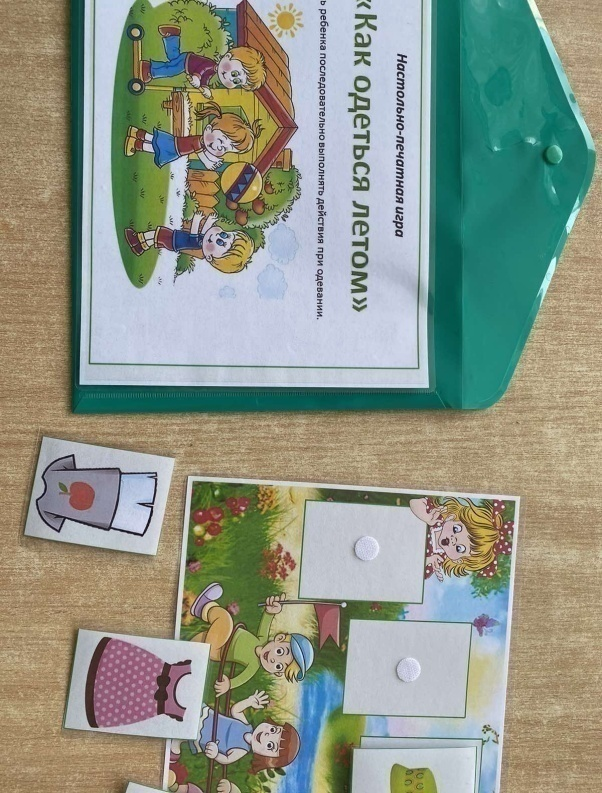 Настольно-печатная игра
«Как одеться летом»
ребенка последовательно выполнять действия при одевании.